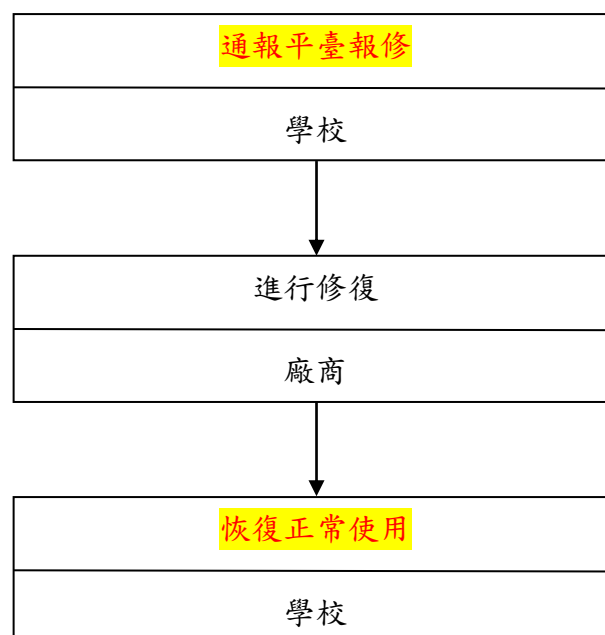 通報平臺報修
學校
進行修復
廠商
恢復正常使用
學校